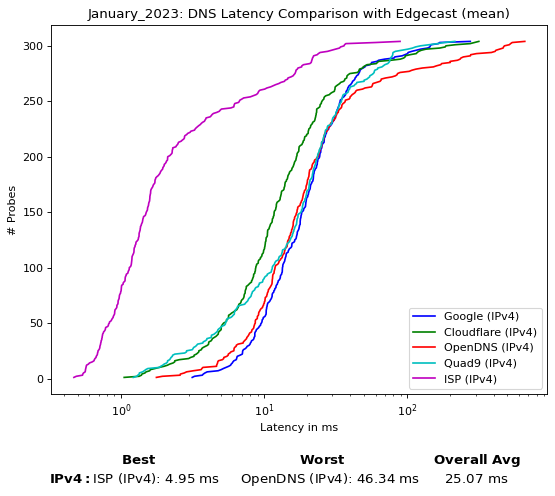 January_2023: DNS Latency Comparison with Edgecast (mean)
# Probes
300
250
200
150
100
50
0
Google (IPv4)
Cloudflare (IPv4)
OpenDNS (IPv4)
Quad9 (IPv4)
ISP (IPv4)
10⁰ 10¹ 10²
Latency in ms
Best Worst Overall Avg
IPv4: ISP (IPv4): 4.95 ms OpenDNS (IPv4): 46.34 ms 25.07 ms